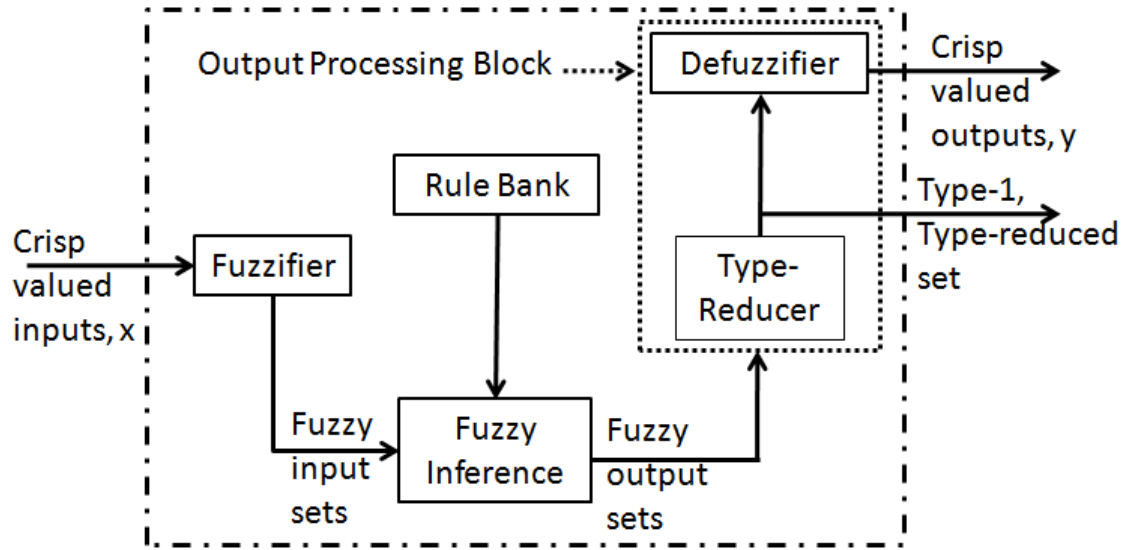 Output Processing Block
Defuzzifier
Crisp
valued
outputs, y
Rule Bank
Type-1,
Type-reduced
set
Crisp
valued
inputs, x
Fuzzifier
Type-
Reducer
Fuzzy
input
sets
Fuzzy
Inference
Fuzzy
output
sets